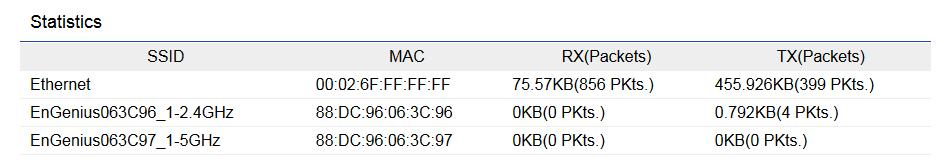 Statistics
SSID MAC RX(Packets) TX(Packets)
Ethernet 00:02:6F:FF:FF:FF 75.57KB(856 PKts.) 455.926KB(399 PKts.)
EnGenius063C96_1-2.4GHz 88:DC:96:06:3C:96 0KB(0 PKts.) 0.792KB(4 PKts.)
EnGenius063C97_1-5GHz 88:DC:96:06:3C:97 0KB(0 PKts.) 0KB(0 PKts.)